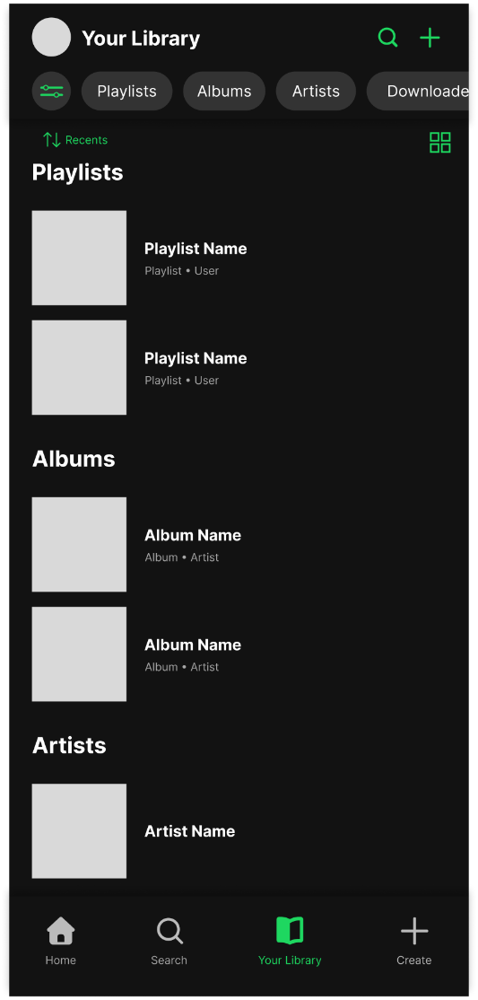 Your Library
Playlists Albums Artists Downloade
Recents
Playlists
Playlist Name
Playlist • User
Playlist Name
Playlist • User
Albums
Album Name
Album • Artist
Album Name
Album • Artist
Artists
Artist Name
Home Search Your Library Create